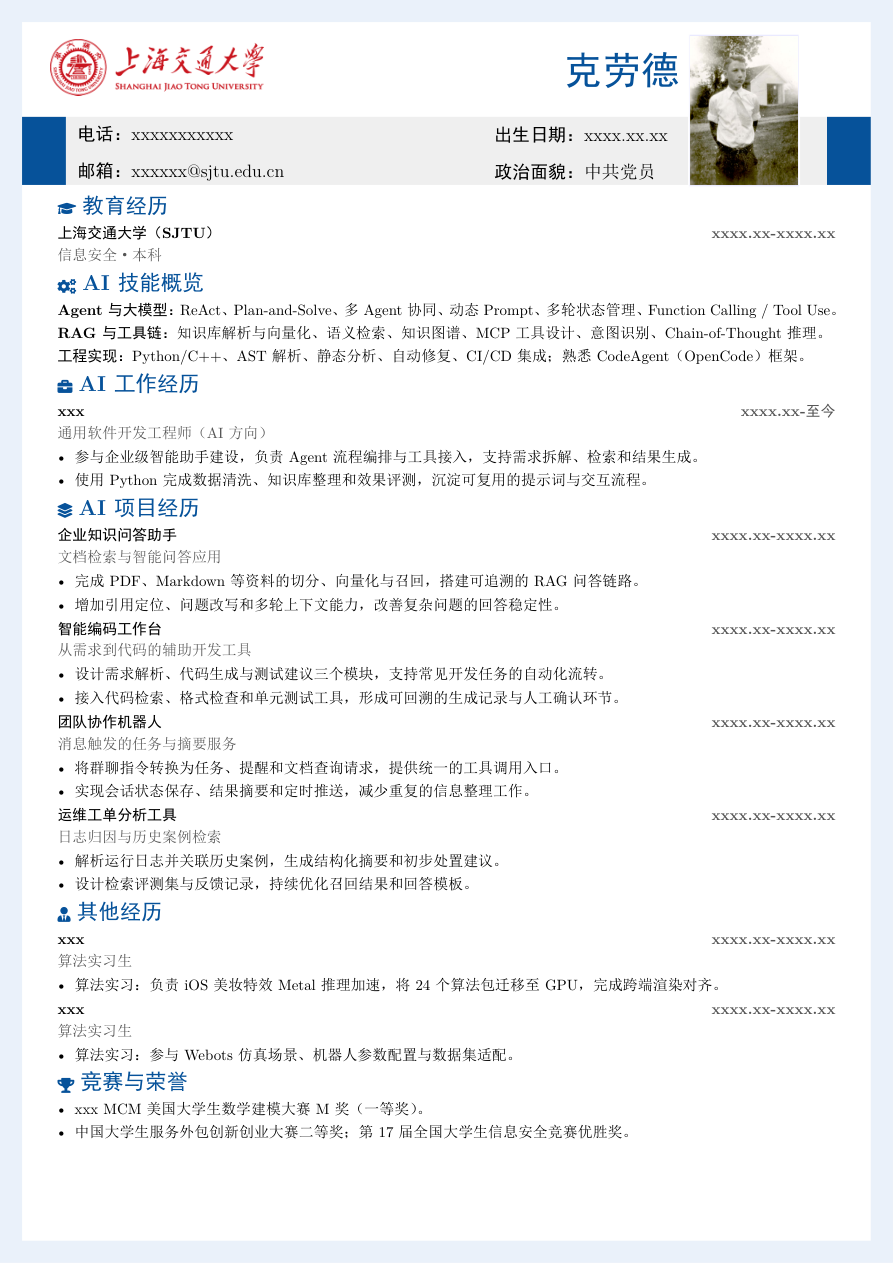 上海交通大学
SHANGHAI JIAO TONG UNIVERSITY
克劳德
电话：xxxxxxxxxxx
出生日期：xxxx.xx.xx
邮箱：xxxxxx@sjtu.edu.cn
政治面貌：中共党员
教育经历
上海交通大学（SJTU） xxxx.xx-xxxx.xx
信息安全・本科
AI 技能概览
Agent 与大模型：ReAct、Plan-and-Solve、多 Agent 协同、动态 Prompt、多轮状态管理、Function Calling / Tool Use。
RAG 与工具链：知识库解析与向量化、语义检索、知识图谱、MCP 工具设计、意图识别、Chain-of-Thought 推理。
工程实现：Python/C++、AST 解析、静态分析、自动修复、CI/CD 集成；熟悉 CodeAgent（OpenCode）框架。
AI 工作经历
xxx xxxx.xx-至今
通用软件开发工程师（AI 方向）
• 参与企业级智能助手建设，负责 Agent 流程编排与工具接入，支持需求拆解、检索和结果生成。
• 使用 Python 完成数据清洗、知识库整理和效果评测，沉淀可复用的提示词与交互流程。
AI 项目经历
企业知识问答助手 xxxx.xx-xxxx.xx
文档检索与智能问答应用
• 完成 PDF、Markdown 等资料的切分、向量化与召回，搭建可追溯的 RAG 问答链路。
• 增加引用定位、问题改写和多轮上下文能力，改善复杂问题的回答稳定性。
智能编码工作台 xxxx.xx-xxxx.xx
从需求到代码的辅助开发工具
• 设计需求解析、代码生成与测试建议三个模块，支持常见开发任务的自动化流转。
• 接入代码检索、格式检查和单元测试工具，形成可回溯的生成记录与人工确认环节。
团队协作机器人 xxxx.xx-xxxx.xx
消息触发的任务与摘要服务
• 将群聊指令转换为任务、提醒和文档查询请求，提供统一的工具调用入口。
• 实现会话状态保存、结果摘要和定时推送，减少重复的信息整理工作。
运维工单分析工具 xxxx.xx-xxxx.xx
日志归因与历史案例检索
• 解析运行日志并关联历史案例，生成结构化摘要和初步处置建议。
• 设计检索评测集与反馈记录，持续优化召回结果和回答模板。
其他经历
xxx xxxx.xx-xxxx.xx
算法实习生
• 算法实习：负责 iOS 美妆特效 Metal 推理加速，将 24 个算法包迁移至 GPU，完成跨端渲染对齐。
xxx xxxx.xx-xxxx.xx
算法实习生
• 算法实习：参与 Webots 仿真场景、机器人参数配置与数据集适配。
竞赛与荣誉
• xxx MCM 美国大学生数学建模大赛 M 奖（一等奖）。
• 中国大学生服务外包创新创业大赛二等奖；第 17 届全国大学生信息安全竞赛优胜奖。